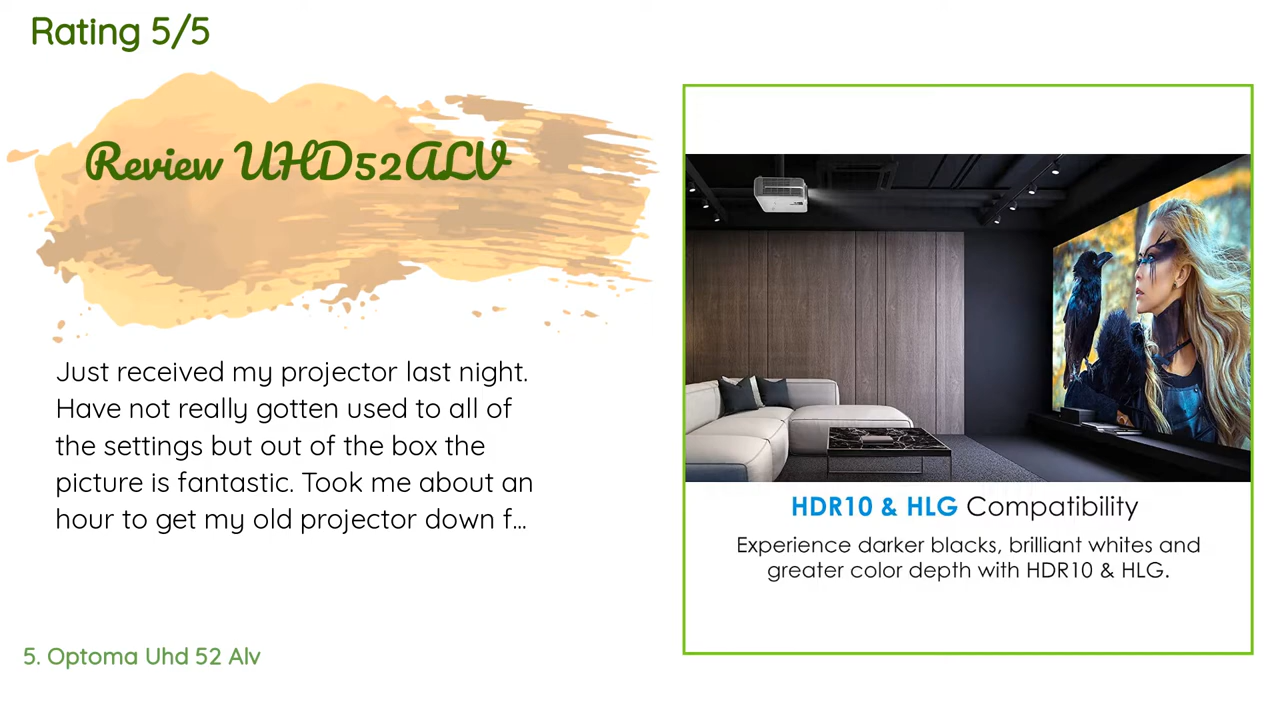 Rating 5/5
Review UHD52ALV
Just received my projector last night.
Have not really gotten used to all of
the settings but out of the box the
picture is fantastic. Took me about an
hour to get my old projector down f...
HDR10 & HLG Compatibility
Experience darker blacks, brilliant whites and
greater color depth with HDR10 & HLG.
5. Optoma Uhd 52 Alv